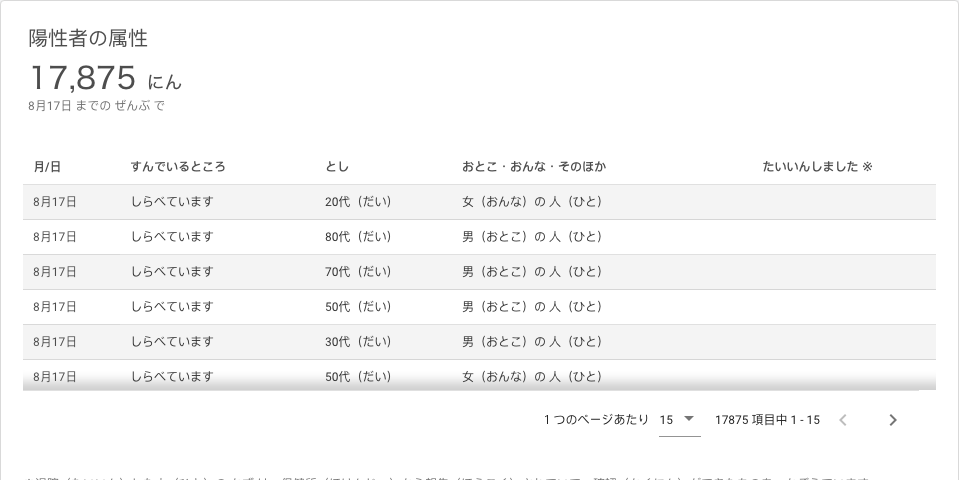 陽性者の属性
17,875 にん
8月17日 までの ぜんぶ で
月/日 すんでいるところ とし おとこ・おんな・そのほか たいいんしました ※
8月17日 しらべています 20代（だい） 女（おんな）の 人（ひと）
8月17日 しらべています 80代（だい） 男（おとこ）の 人（ひと）
8月17日 しらべています 70代（だい） 男（おとこ）の 人（ひと）
8月17日 しらべています 50代（だい） 男（おとこ）の 人（ひと）
8月17日 しらべています 30代（だい） 男（おとこ）の 人（ひと）
8月17日 しらべています 50代（だい） 女（おんな）の 人（ひと）
1 つのページあたり 15 17875 項目中 1 - 15